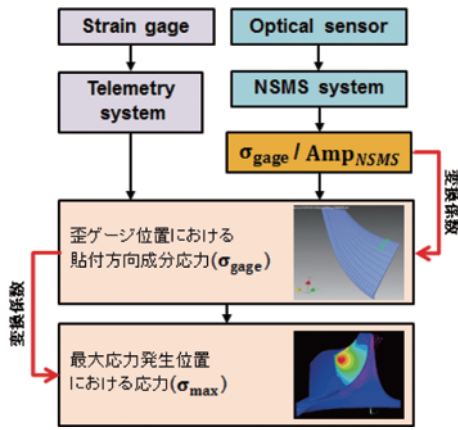 Strain gage
Optical sensor
Telemetry
system
NSMS system
σgage / AmpNSMS
変換係数
歪ゲージ位置における
貼付方向成分応力(σgage)
変換係数
最大応力発生位置
における応力(σmax)